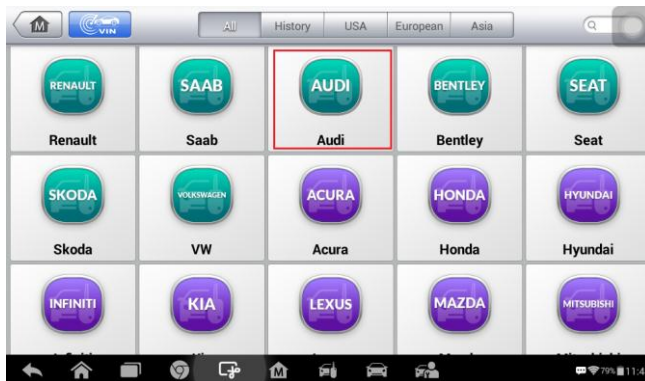 VIN All History USA European Asia
RENAULT SAAB AUDI BENTLEY SEAT
Renault Saab Audi Bentley Seat
SKODA VOLKSWAGEN ACURA HONDA HYUNDAI
Skoda VW Acura Honda Hyundai
INFINITI KIA LEXUS MAZDA MITSUBISHI
79%